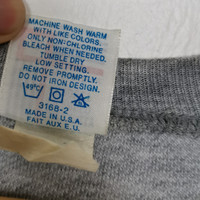 MACHINE WASH WARM
WITH LIKE COLORS.
ONLY NON-CHLORINE
BLEACH WHEN NEEDED.
TUMBLE DRY
LOW SETTING.
REMOVE PROMPTLY.
DO NOT IRON DESIGN.
49°C
3168-2
MADE IN U.S.A.
FAIT AUX E.U.